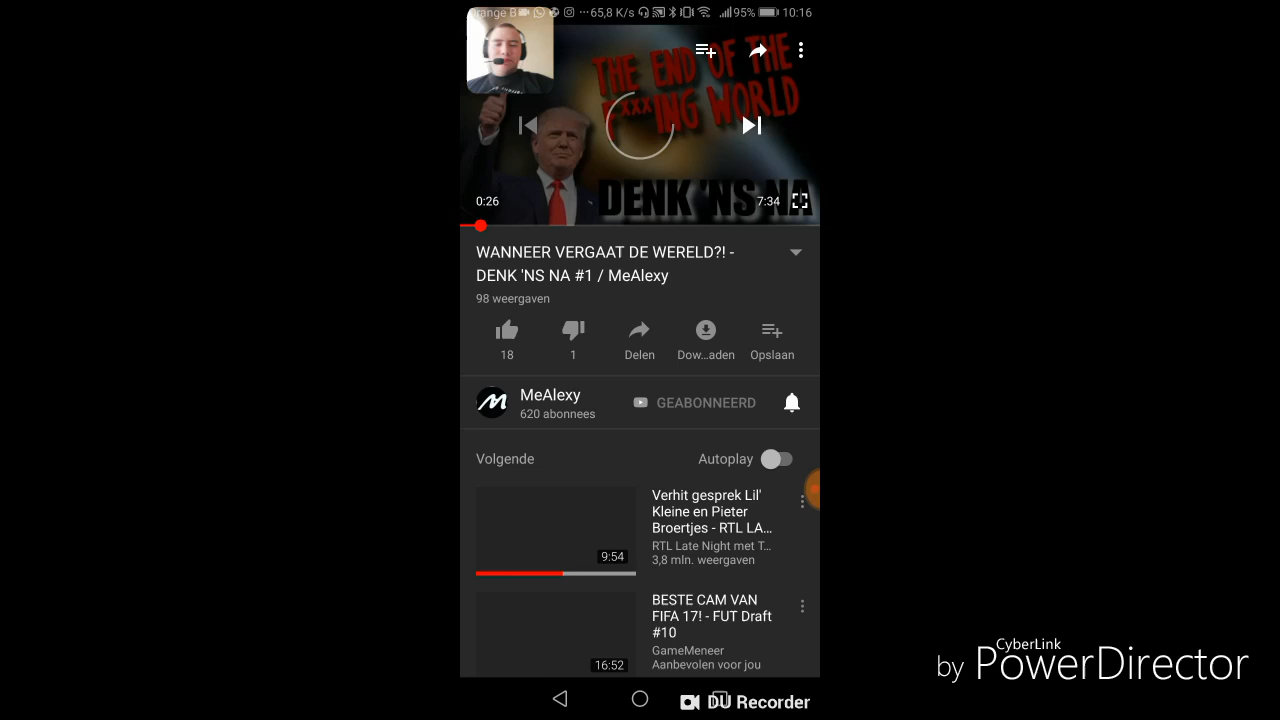 Orange B ... 65,8 K/s 95% 10:16
THE END OF THE
F***ING WORLD
DENK 'NS NA
0:26 7:34
WANNEER VERGAAT DE WERELD?! -
DENK 'NS NA #1 / MeAlexy
98 weergaven
18 1 Delen Dow...aden Opslaan
MeAlexy
620 abonnees
GEABONNEERD
Volgende Autoplay
Verhit gesprek Lil'
Kleine en Pieter
Broertjes - RTL LA...
RTL Late Night met T...
3,8 mln. weergaven
9:54
BESTE CAM VAN
FIFA 17! - FUT Draft
#10
GameMeneer
Aanbevolen voor jou
16:52
CyberLink
by PowerDirector
DU Recorder